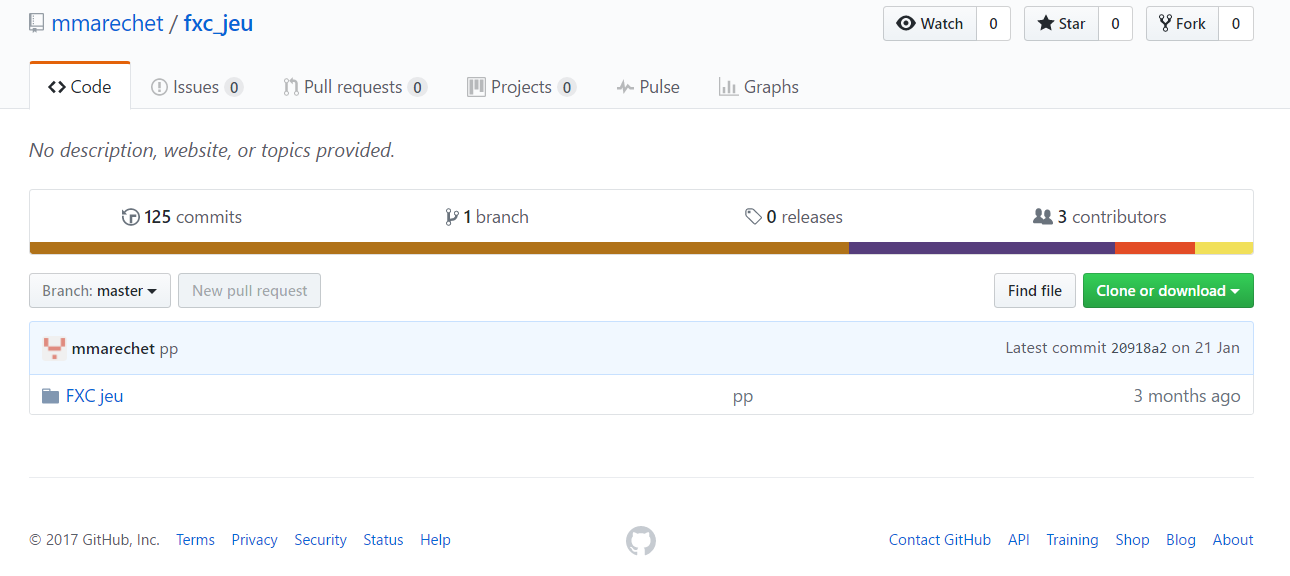 mmarechet / fxc_jeu
Watch 0 Star 0 Fork 0
Code Issues 0 Pull requests 0 Projects 0 Pulse Graphs
No description, website, or topics provided.
125 commits 1 branch 0 releases 3 contributors
Branch: master New pull request Find file Clone or download
mmarechet pp Latest commit 20918a2 on 21 Jan
FXC jeu pp 3 months ago
© 2017 GitHub, Inc. Terms Privacy Security Status Help Contact GitHub API Training Shop Blog About